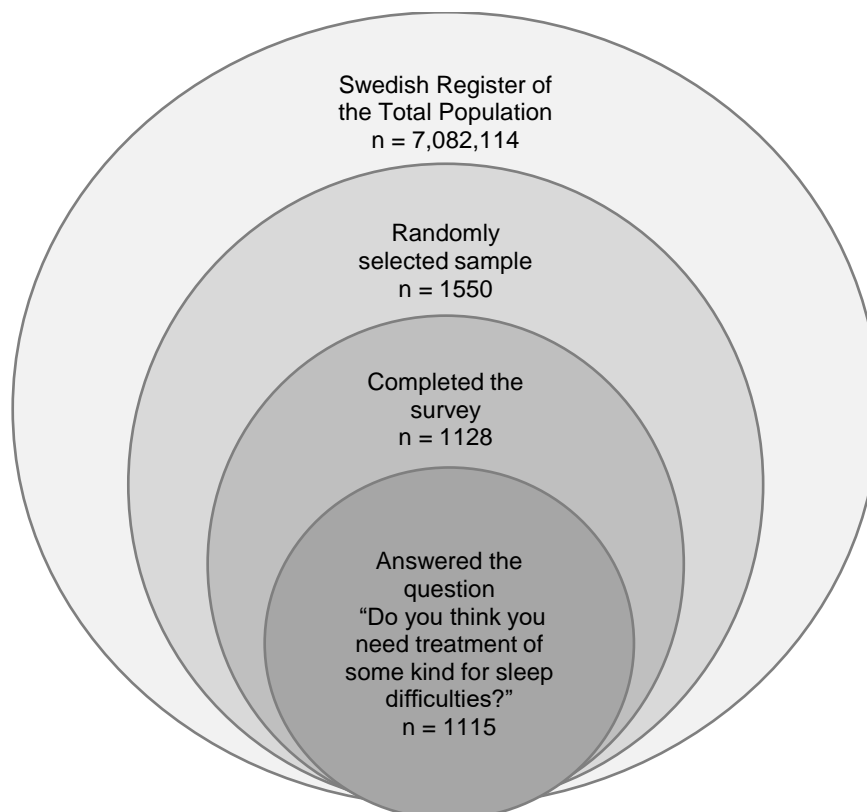 Swedish Register of
the Total Population
n = 7,082,114
Randomly
selected sample
n = 1550
Completed the
survey
n = 1128
Answered the
question
“Do you think you
need treatment of
some kind for sleep
difficulties?”
n = 1115